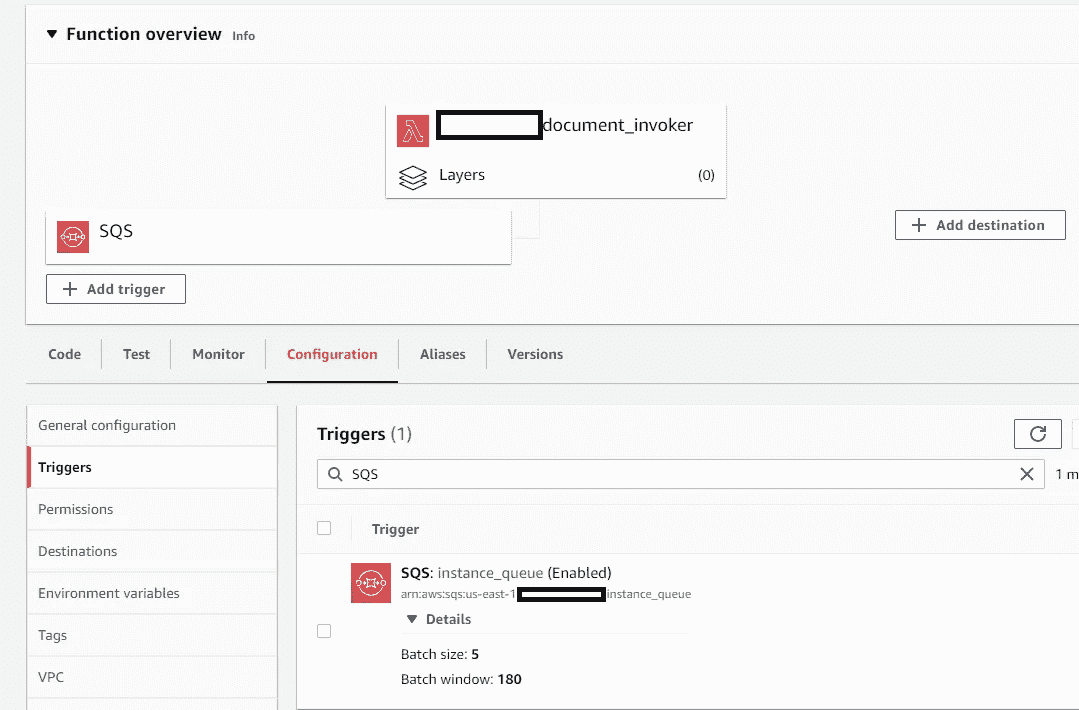 ▼ Function overview Info
document_invoker
Layers (0)
SQS
+ Add destination
+ Add trigger
Code Test Monitor Configuration Aliases Versions
General configuration
Triggers
Permissions
Destinations
Environment variables
Tags
VPC
Triggers (1)
SQS
1 m
Trigger
SQS: instance_queue (Enabled)
arn:aws:sqs:us-east-1 instance_queue
▼ Details
Batch size: 5
Batch window: 180